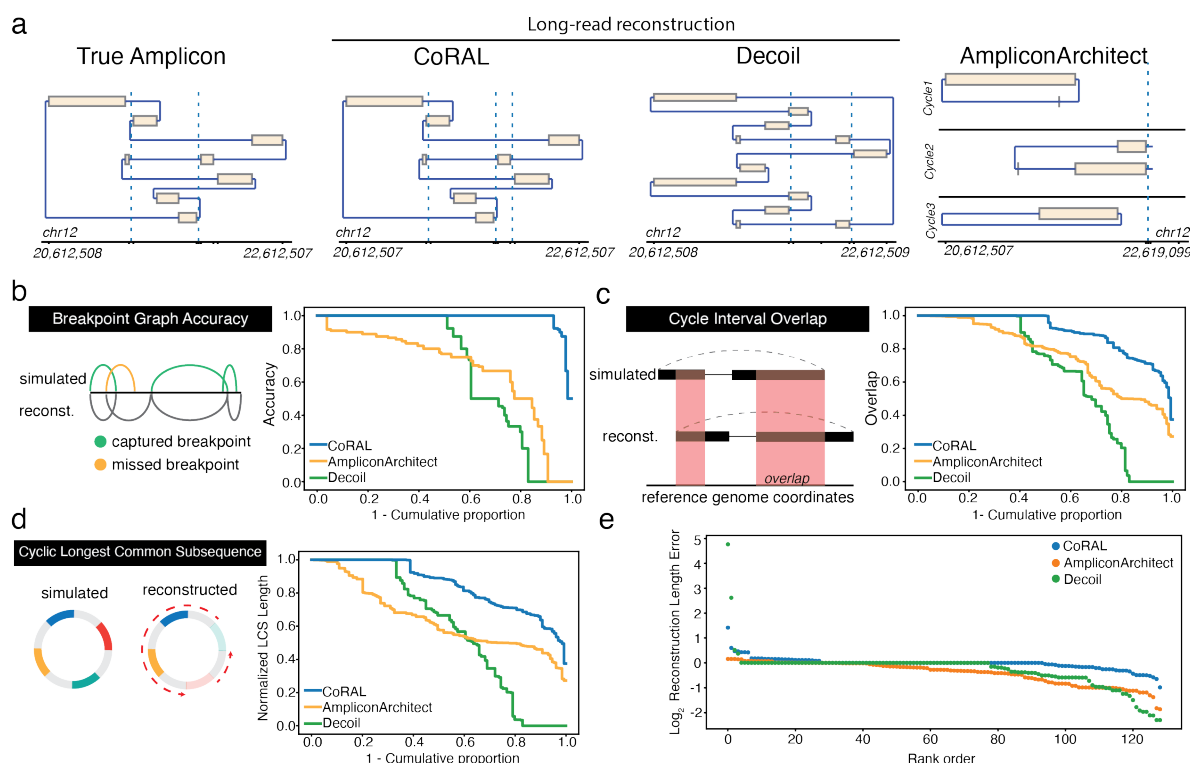 a
Long-read reconstruction
True Amplicon
CoRAL
Decoil
AmpliconArchitect
Cycle1
Cycle2
Cycle3
chr12
20,612,508
22,612,507
chr12
20,612,507
22,612,507
chr12
20,612,508
22,612,509
chr12
20,612,507
22,619,099
b
Breakpoint Graph Accuracy
simulated
reconst.
captured breakpoint
missed breakpoint
Accuracy
1.0
0.8
0.6
0.4
0.2
0.0
CoRAL
AmpliconArchitect
Decoil
0.0 0.2 0.4 0.6 0.8 1.0
1 - Cumulative proportion
c
Cycle Interval Overlap
simulated
reconst.
overlap
reference genome coordinates
Overlap
1.0
0.8
0.6
0.4
0.2
0.0
CoRAL
AmpliconArchitect
Decoil
0.0 0.2 0.4 0.6 0.8 1.0
1 - Cumulative proportion
d
Cyclic Longest Common Subsequence
simulated
reconstructed
Normalized LCS Length
1.0
0.8
0.6
0.4
0.2
0.0
CoRAL
AmpliconArchitect
Decoil
0.0 0.2 0.4 0.6 0.8 1.0
1 - Cumulative proportion
e
Log2 Reconstruction Length Error
5
4
3
2
1
0
-1
-2
CoRAL
AmpliconArchitect
Decoil
0 20 40 60 80 100 120
Rank order